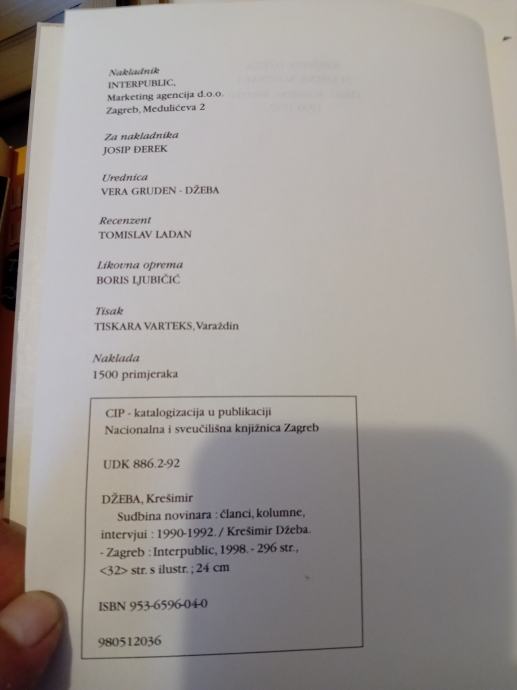 Nakladnik
INTERPUBLIC,
Marketing agencija d.o.o.
Zagreb, Medulićeva 2
Za nakladnika
JOSIP ĐEREK
Urednica
VERA GRUDEN - DŽEBA
Recenzent
TOMISLAV LADAN
Likovna oprema
BORIS LJUBIČIĆ
Tisak
TISKARA VARTEKS, Varaždin
Naklada
1500 primjeraka
CIP - katalogizacija u publikaciji
Nacionalna i sveučilišna knjižnica Zagreb
UDK 886.2-92
DŽEBA, Krešimir
Sudbina novinara : članci, kolumne,
intervjui : 1990-1992. / Krešimir Džeba.
- Zagreb : Interpublic, 1998. - 296 str.,
<32> str. s ilustr. ; 24 cm
ISBN 953-6596-04-0
980512036